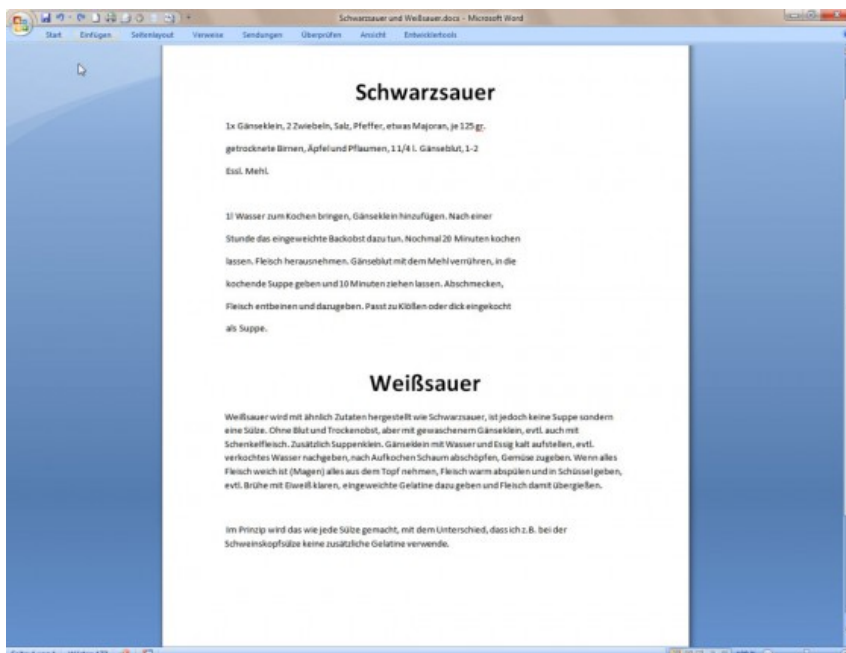 Schwarzsauer und Weißsauer.docx - Microsoft Word
Start Einfügen Seitenlayout Verweise Sendungen Überprüfen Ansicht Entwicklertools
Schwarzsauer
1x Gänseklein, 2 Zwiebeln, Salz, Pfeffer, etwas Majoran, je 125 gr.
getrocknete Birnen, Äpfel und Pflaumen, 1 1/4 l. Gänseblut, 1-2
Essl. Mehl.
1l Wasser zum Kochen bringen, Gänseklein hinzufügen. Nach einer
Stunde das eingeweichte Backobst dazu tun. Nochmal 20 Minuten kochen
lassen. Fleisch herausnehmen. Gänseblut mit dem Mehl verrühren, in die
kochende Suppe geben und 10 Minuten ziehen lassen. Abschmecken,
Fleisch entbeinen und dazugeben. Passt zu Klößen oder dick eingekocht
als Suppe.
Weißsauer
Weißsauer wird mit ähnlich Zutaten hergestellt wie Schwarzsauer, ist jedoch keine Suppe sondern
eine Sülze. Ohne Blut und Trockenobst, aber mit gewaschenem Gänseklein, evtl. auch mit
Schenkelfleisch. Zusätzlich Suppenklein. Gänseklein mit Wasser und Essig kalt aufstellen, evtl.
verkochtes Wasser nachgeben, nach Aufkochen Schaum abschöpfen, Gemüse zugeben. Wenn alles
Fleisch weich ist (Magen) alles aus dem Topf nehmen, Fleisch warm abspülen und in Schüssel geben,
evtl. Brühe mit Eiweiß klaren, eingeweichte Gelatine dazu geben und Fleisch damit übergießen.
Im Prinzip wird das wie jede Sülze gemacht, mit dem Unterschied, dass ich z.B. bei der
Schweinskopfsülze keine zusätzliche Gelatine verwende.